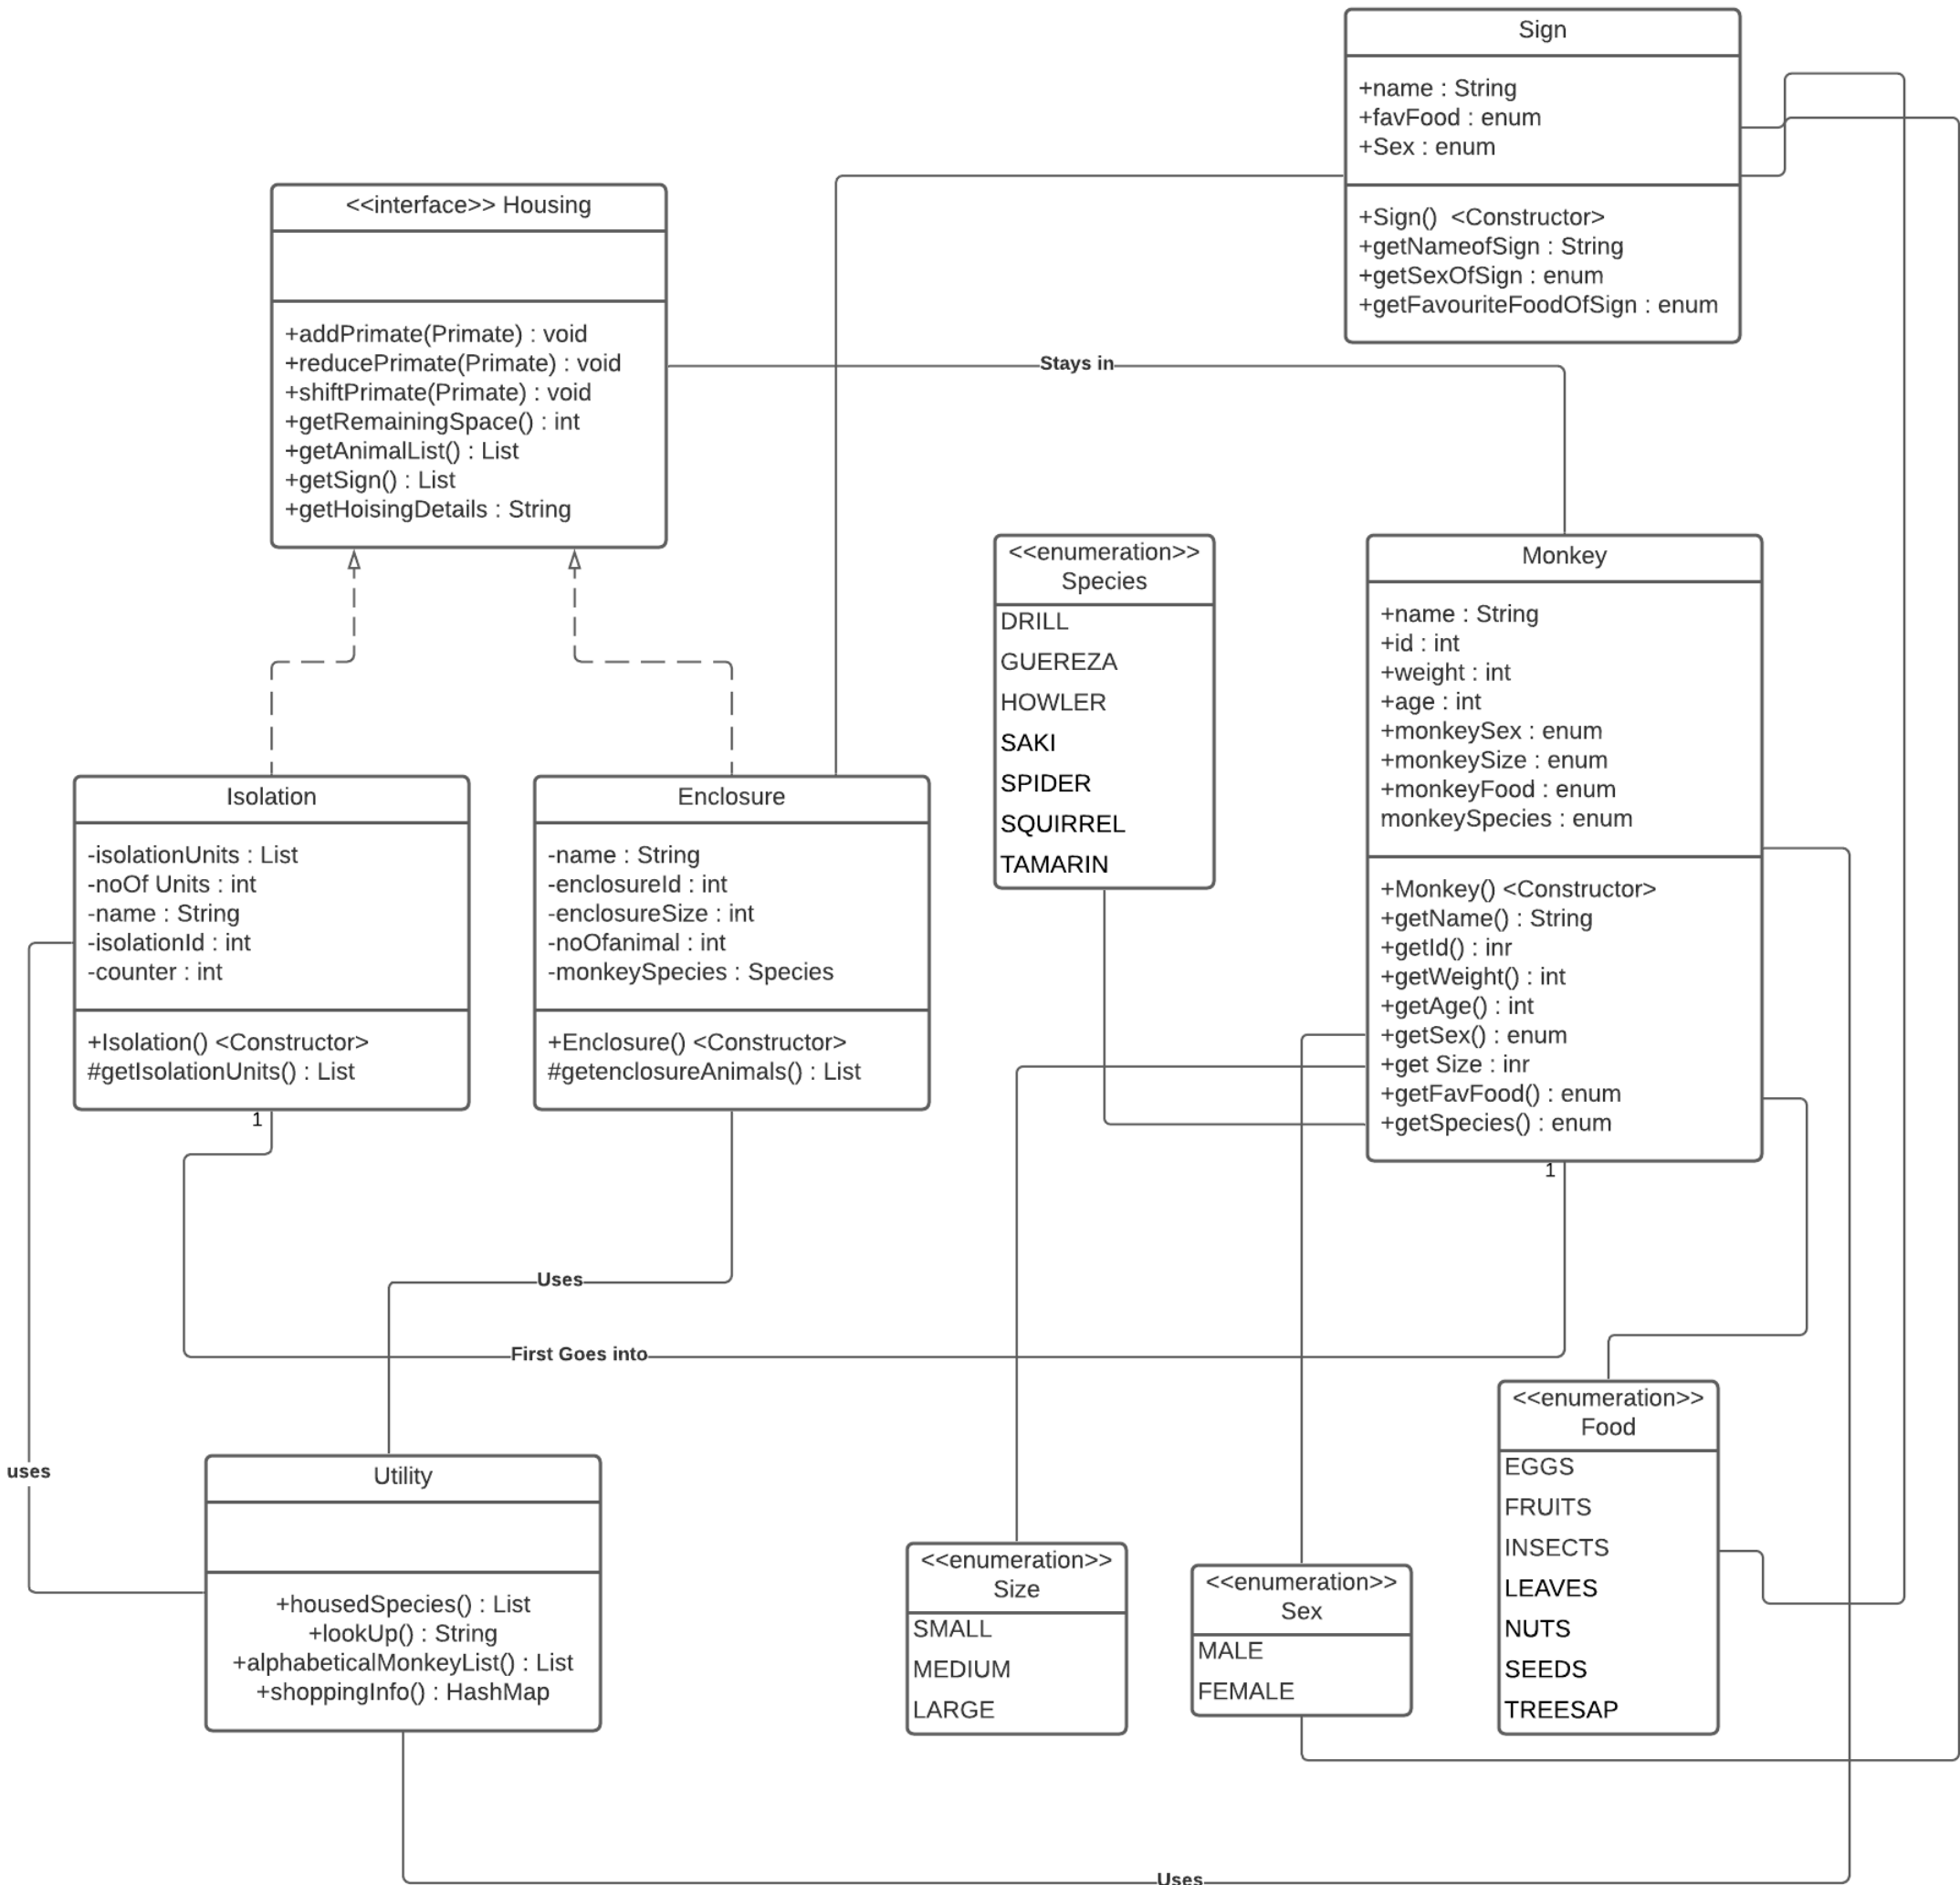 Sign
+name : String
+favFood : enum
+Sex : enum
+Sign()  <Constructor>
+getNameofSign : String
+getSexOfSign : enum
+getFavouriteFoodOfSign : enum
<<interface>> Housing
+addPrimate(Primate) : void
+reducePrimate(Primate) : void
+shiftPrimate(Primate) : void
+getRemainingSpace() : int
+getAnimalList() : List
+getSign() : List
+getHoisingDetails : String
Stays in
<<enumeration>>
Species
DRILL
GUEREZA
HOWLER
SAKI
SPIDER
SQUIRREL
TAMARIN
Monkey
+name : String
+id : int
+weight : int
+age : int
+monkeySex : enum
+monkeySize : enum
+monkeyFood : enum
monkeySpecies : enum
+Monkey() <Constructor>
+getName() : String
+getId() : inr
+getWeight() : int
+getAge() : int
+getSex() : enum
+get Size : inr
+getFavFood() : enum
+getSpecies() : enum
1
Isolation
-isolationUnits : List
-noOf Units : int
-name : String
-isolationId : int
-counter : int
+Isolation() <Constructor>
#getIsolationUnits() : List
1
Enclosure
-name : String
-enclosureId : int
-enclosureSize : int
-noOfanimal : int
-monkeySpecies : Species
+Enclosure() <Constructor>
#getenclosureAnimals() : List
Uses
First Goes into
uses
Utility
+housedSpecies() : List
+lookUp() : String
+alphabeticalMonkeyList() : List
+shoppingInfo() : HashMap
<<enumeration>>
Size
SMALL
MEDIUM
LARGE
<<enumeration>>
Sex
MALE
FEMALE
<<enumeration>>
Food
EGGS
FRUITS
INSECTS
LEAVES
NUTS
SEEDS
TREESAP
Uses